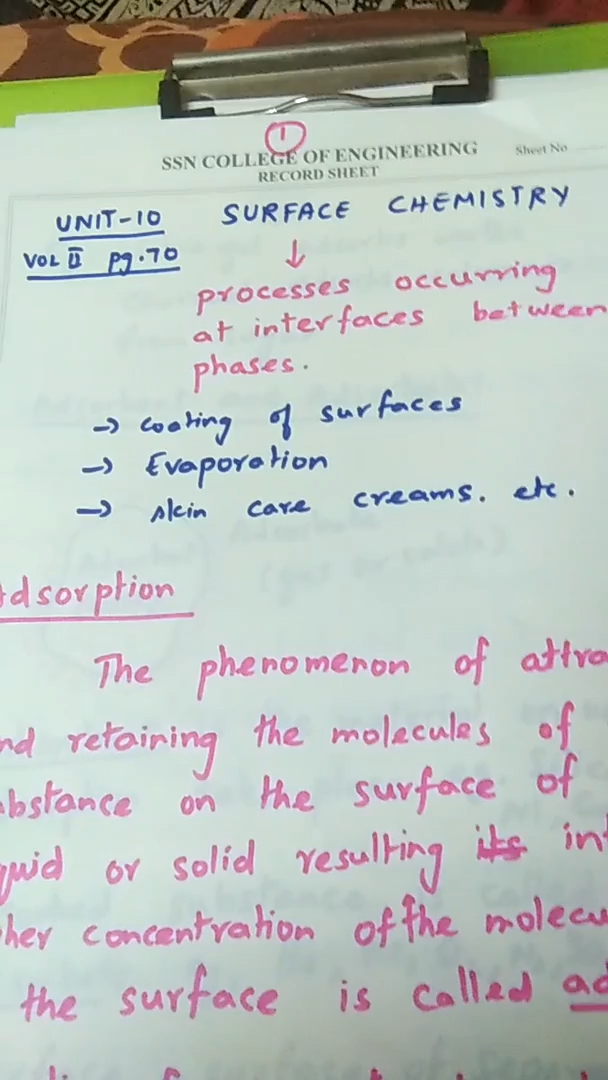 1
SSN COLLEGE OF ENGINEERING Sheet No
RECORD SHEET
UNIT-10 SURFACE CHEMISTRY
VOL II pg.70
↓
processes occurring
at interfaces between
phases.
→ Coating of surfaces
→ Evaporation
→ skin care creams. etc.
dsorption
The phenomenon of attra
nd retaining the molecules of
bstance on the surface of
quid or solid resulting its int
her concentration of the molecu
the surface is called ad